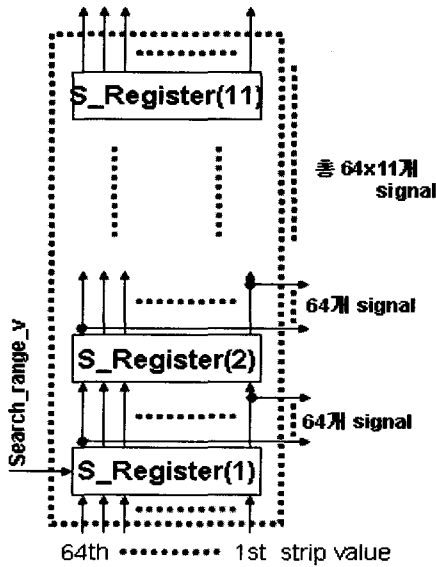 S_Register(11)
총 64x11개
signal
64개 signal
S_Register(2)
64개 signal
Search_range_v
S_Register(1)
64th 1st strip value